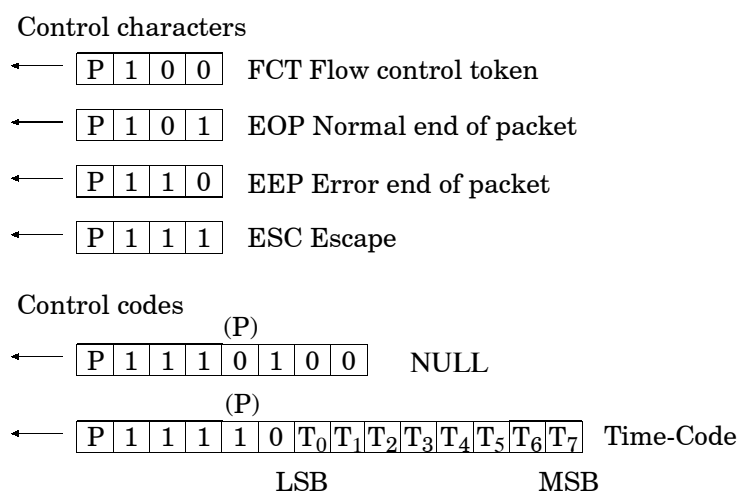 Control characters
P 1 0 0 FCT Flow control token
P 1 0 1 EOP Normal end of packet
P 1 1 0 EEP Error end of packet
P 1 1 1 ESC Escape
Control codes
(P)
P 1 1 1 0 1 0 0 NULL
(P)
P 1 1 1 1 0 T0 T1 T2 T3 T4 T5 T6 T7 Time-Code
LSB MSB